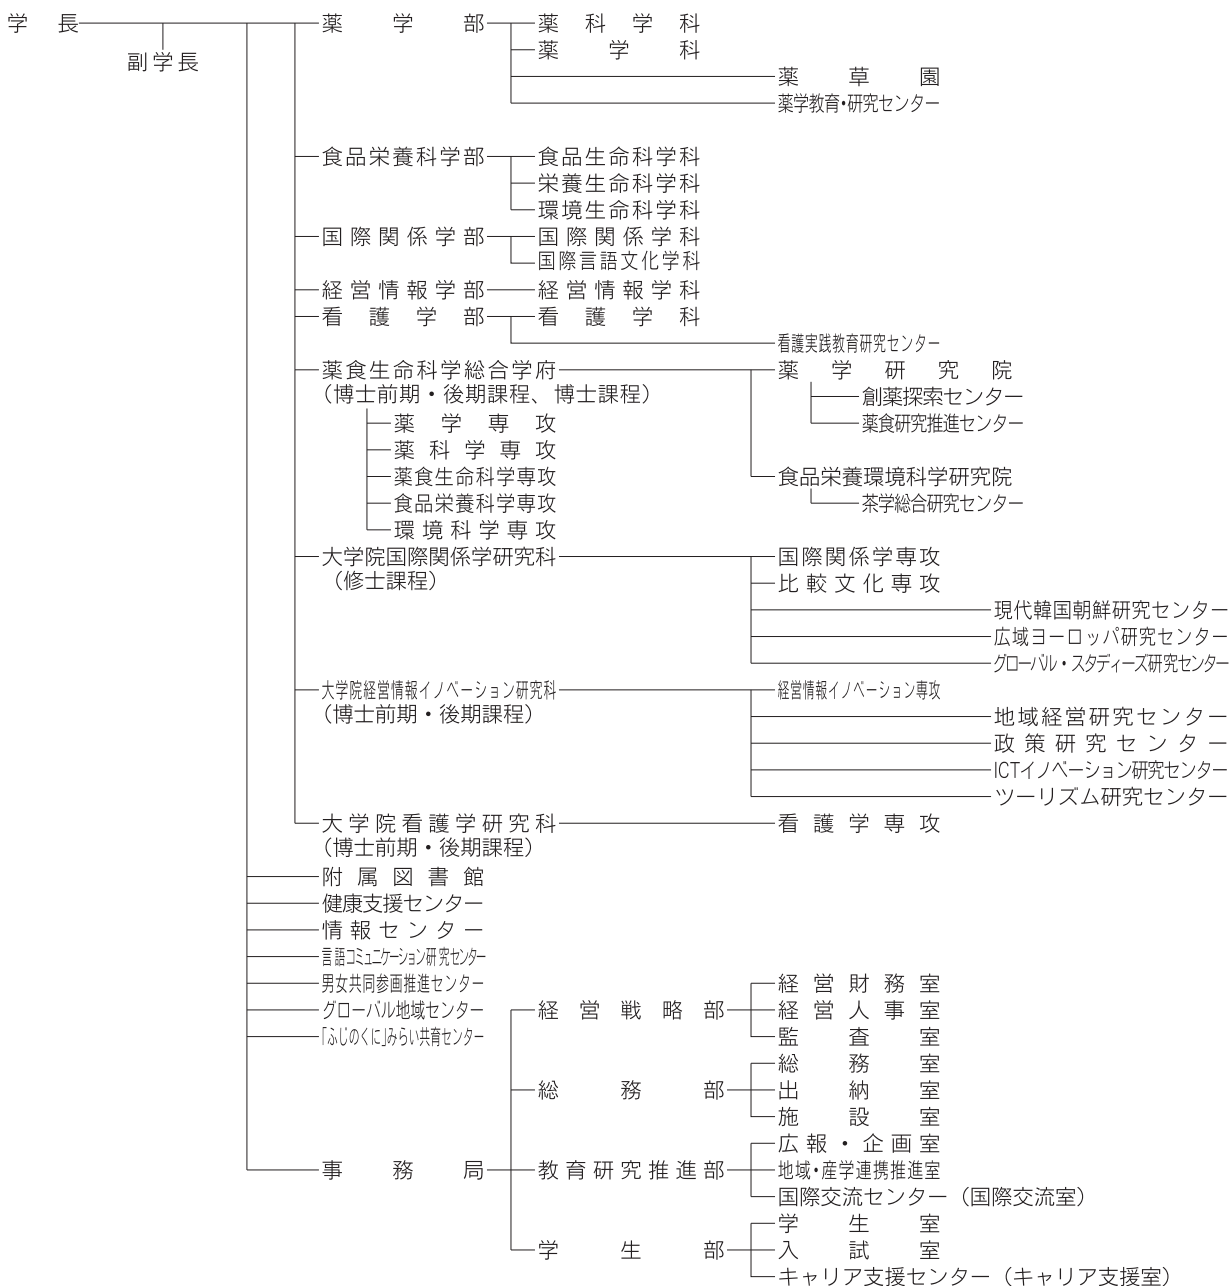 学長 薬学部 薬科学科
副学長 薬学科
薬草園
薬学教育・研究センター
食品栄養科学部 食品生命科学科
栄養生命科学科
環境生命科学科
国際関係学部 国際関係学科
国際言語文化学科
経営情報学部 経営情報学科
看護学部 看護学科
看護実践教育研究センター
薬食生命科学総合学府 薬学研究院
(博士前期・後期課程、博士課程) 創薬探索センター
薬学専攻 薬食研究推進センター
薬科学専攻
薬食生命科学専攻 食品栄養環境科学研究院
食品栄養科学専攻 茶学総合研究センター
環境科学専攻
大学院国際関係学研究科 国際関係学専攻
(修士課程) 比較文化専攻
現代韓国朝鮮研究センター
広域ヨーロッパ研究センター
グローバル・スタディーズ研究センター
大学院経営情報イノベーション研究科 経営情報イノベーション専攻
(博士前期・後期課程) 地域経営研究センター
政策研究センター
ICTイノベーション研究センター
ツーリズム研究センター
大学院看護学研究科 看護学専攻
(博士前期・後期課程)
附属図書館
健康支援センター
情報センター
言語コミュニケーション研究センター
男女共同参画推進センター 経営財務室
グローバル地域センター 経営戦略部 経営人事室
「ふじのくに」みらい共育センター 監査室
総務室
総務部 出納室
施設室
広報・企画室
事務局 教育研究推進部 地域・産学連携推進室
国際交流センター(国際交流室)
学生室
学生部 入試室
キャリア支援センター(キャリア支援室)